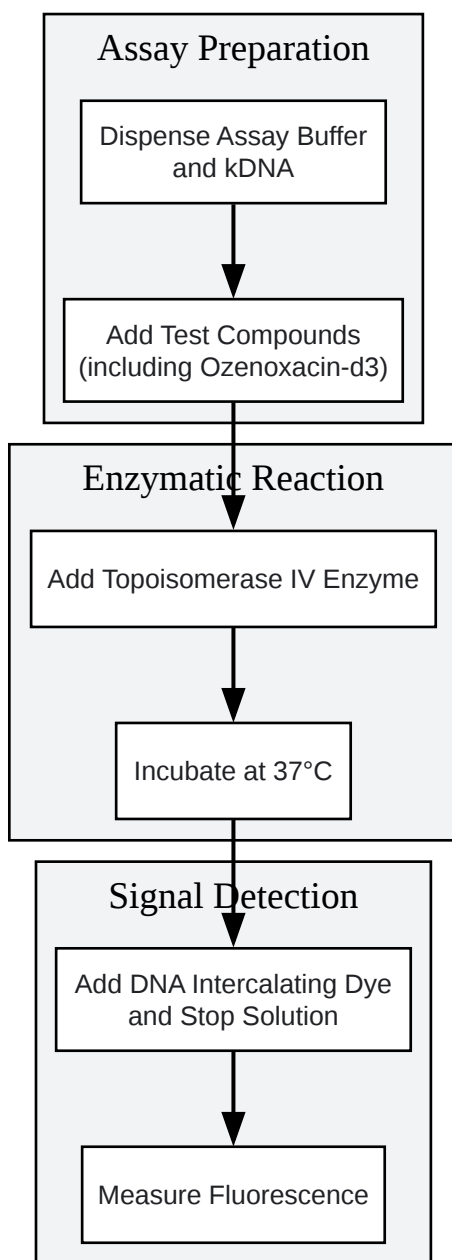 Assay Preparation
Dispense Assay Buffer
and kDNA
Add Test Compounds
(including Ozenoxacin-d3)
Enzymatic Reaction
Add Topoisomerase IV Enzyme
Incubate at 37°C
Signal Detection
Add DNA Intercalating Dye
and Stop Solution
Measure Fluorescence